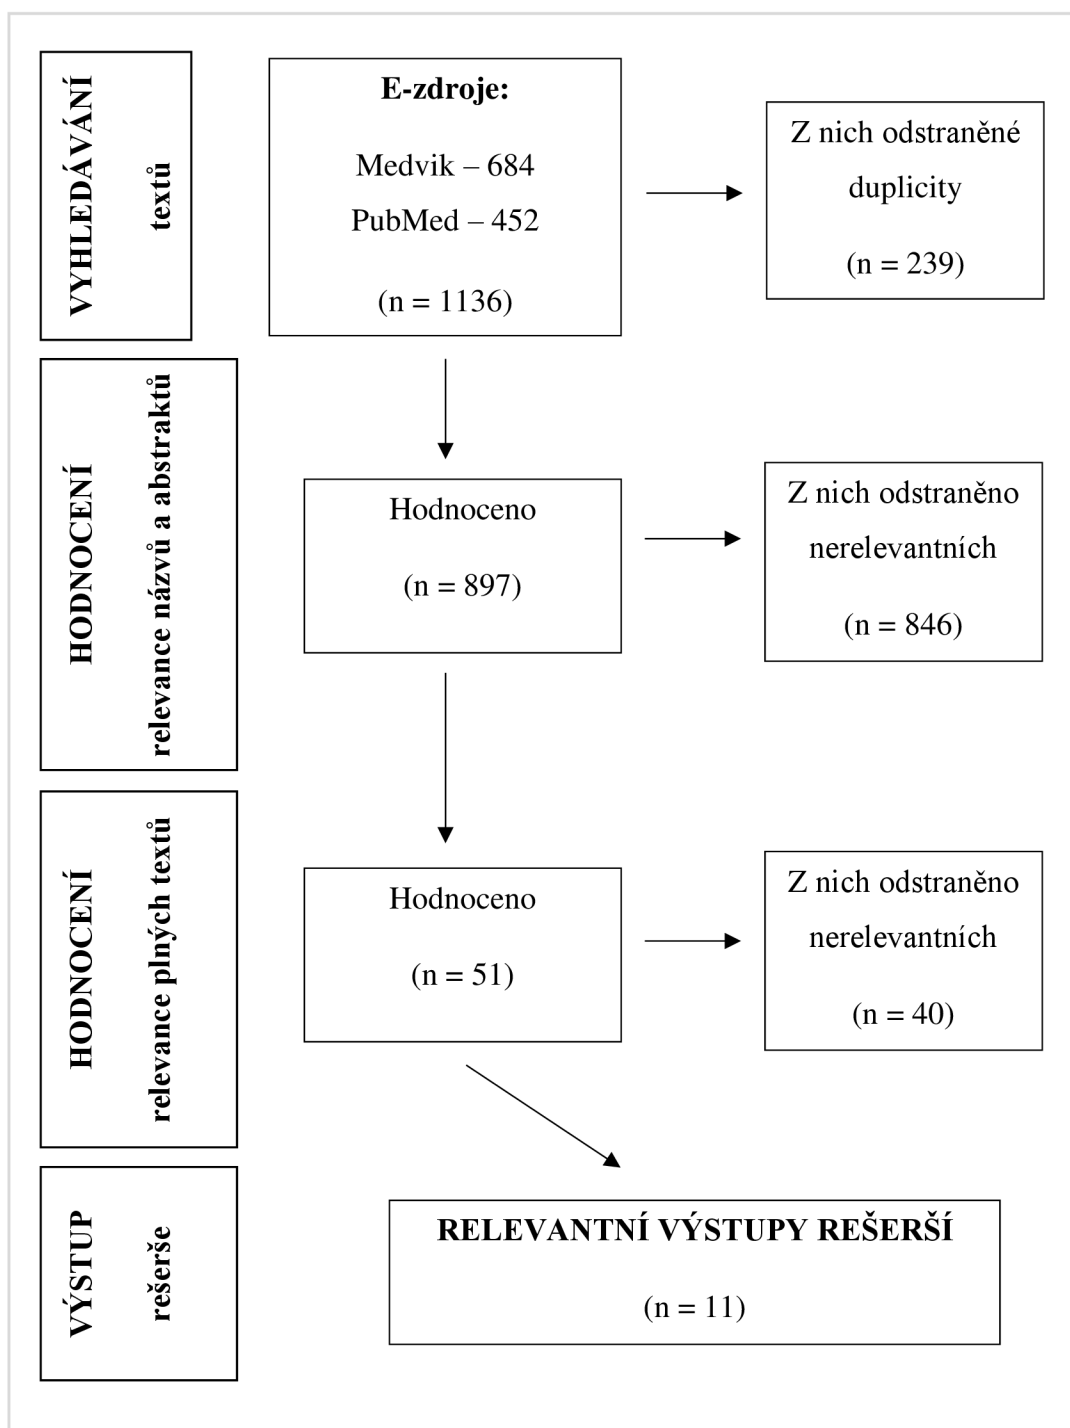 VYHLEDÁVÁNÍ
textů
E-zdroje:
Medvik – 684
PubMed – 452
(n = 1136)
Z nich odstraněné
duplicity
(n = 239)
HODNOCENÍ
relevance názvů a abstraktů
Hodnoceno
(n = 897)
Z nich odstraněno
nerelevantních
(n = 846)
HODNOCENÍ
relevance plných textů
Hodnoceno
(n = 51)
Z nich odstraněno
nerelevantních
(n = 40)
VÝSTUP
rešerše
RELEVANTNÍ VÝSTUPY REŠERŠÍ
(n = 11)